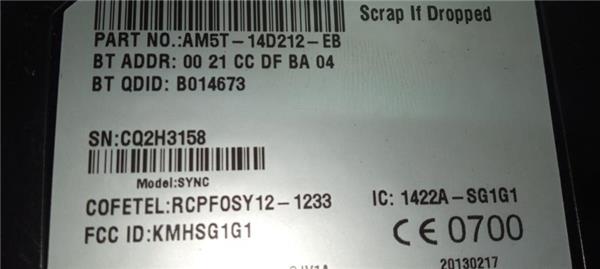 Scrap If Dropped
PART NO.:AM5T-14D212-EB
BT ADDR: 00 21 CC DF BA 04
BT QDID: B014673
SN:CQ2H3158
Model:SYNC
COFETEL:RCPFOSY12-1233
IC: 1422A-SG1G1
FCC ID:KMHSG1G1
CE 0700
20130217